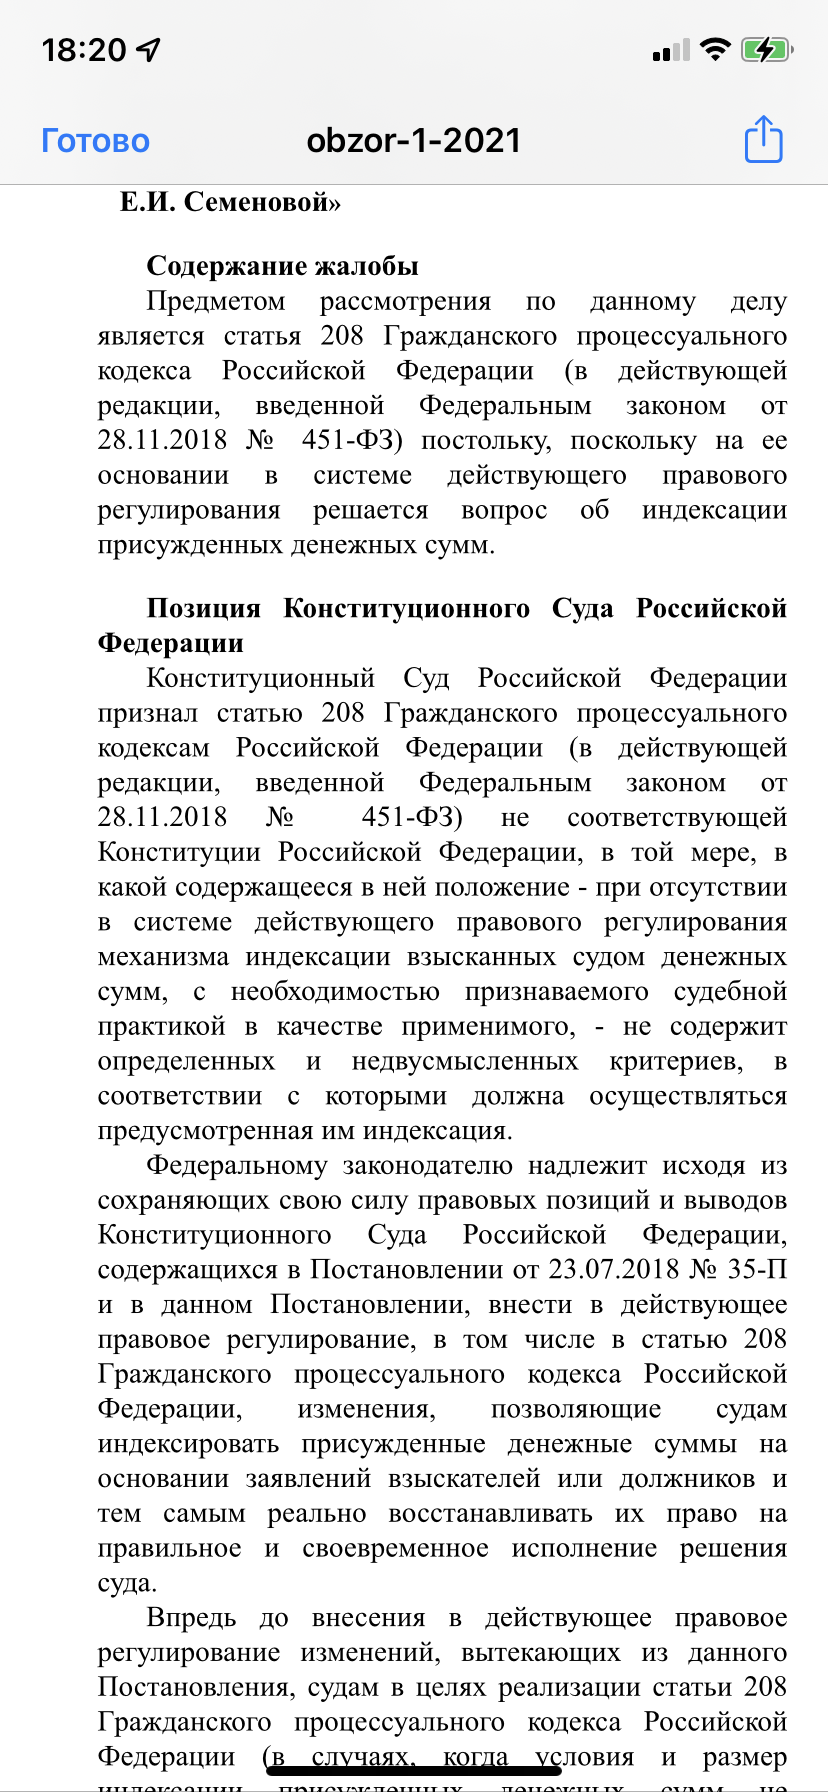 18:20
Готово
obzor-1-2021
Е.И. Семеновой»
Содержание жалобы
Предметом рассмотрения по данному делу
является статья 208 Гражданского процессуального
кодекса Российской Федерации (в действующей
редакции, введенной Федеральным законом от
28.11.2018 № 451-ФЗ) постольку, поскольку на ее
основании в системе действующего правового
регулирования решается вопрос об индексации
присужденных денежных сумм.
Позиция Конституционного Суда Российской
Федерации
Конституционный Суд Российской Федерации
признал статью 208 Гражданского процессуального
кодексам Российской Федерации (в действующей
редакции, введенной Федеральным законом от
28.11.2018 № 451-ФЗ) не соответствующей
Конституции Российской Федерации, в той мере, в
какой содержащееся в ней положение - при отсутствии
в системе действующего правового регулирования
механизма индексации взысканных судом денежных
сумм, с необходимостью признаваемого судебной
практикой в качестве применимого, - не содержит
определенных и недвусмысленных критериев, в
соответствии с которыми должна осуществляться
предусмотренная им индексация.
Федеральному законодателю надлежит исходя из
сохраняющих свою силу правовых позиций и выводов
Конституционного Суда Российской Федерации,
содержащихся в Постановлении от 23.07.2018 № 35-П
и в данном Постановлении, внести в действующее
правовое регулирование, в том числе в статью 208
Гражданского процессуального кодекса Российской
Федерации, изменения, позволяющие судам
индексировать присужденные денежные суммы на
основании заявлений взыскателей или должников и
тем самым реально восстанавливать их право на
правильное и своевременное исполнение решения
суда.
Впредь до внесения в действующее правовое
регулирование изменений, вытекающих из данного
Постановления, судам в целях реализации статьи 208
Гражданского процессуального кодекса Российской
Федерации (в случаях, когда условия и размер
индексации присужденных денежных сумм не